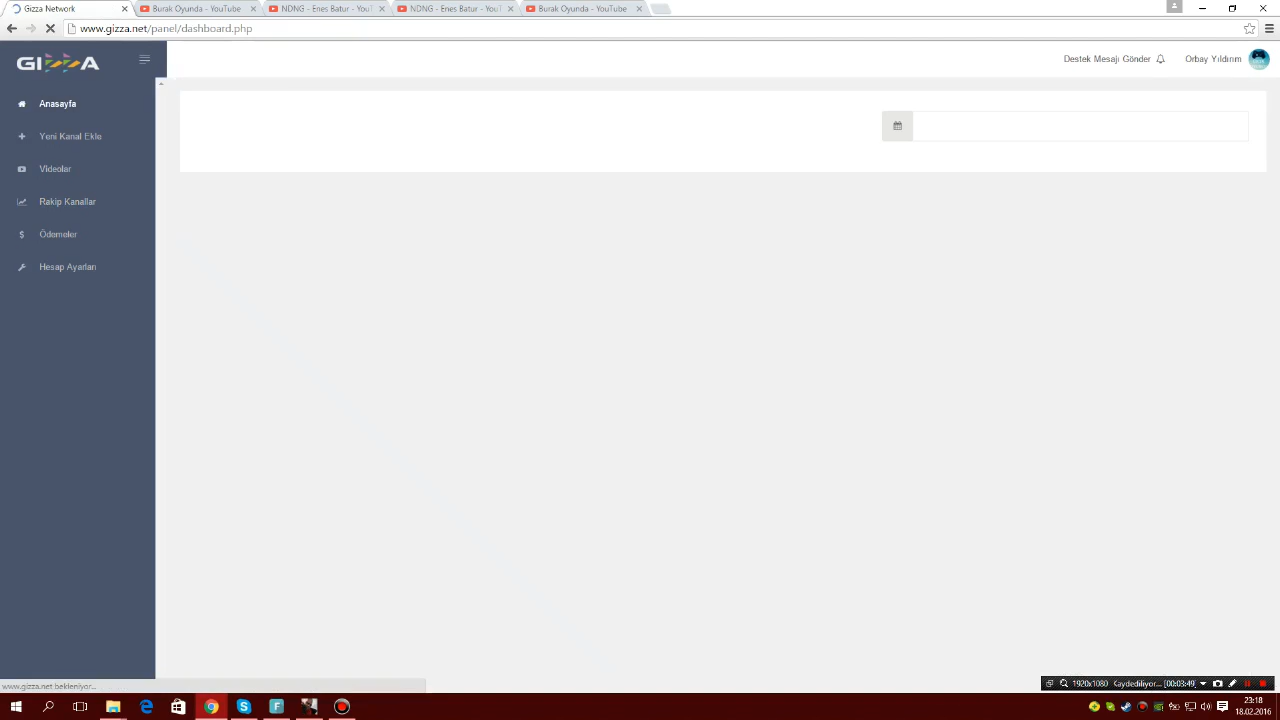 Gizza Network
Burak Oyunda - YouTube
NDNG - Enes Batur - YouT
NDNG - Enes Batur - YouT
Burak Oyunda - YouTube
www.gizza.net/panel/dashboard.php
GIZZA
Destek Mesajı Gönder
Orbay Yıldırım
Anasayfa
Yeni Kanal Ekle
Videolar
Rakip Kanallar
Ödemeler
Hesap Ayarları
www.gizza.net bekleniyor...
1920x1080 Kaydediliyor... [00:03:49]
23:18
18.02.2016